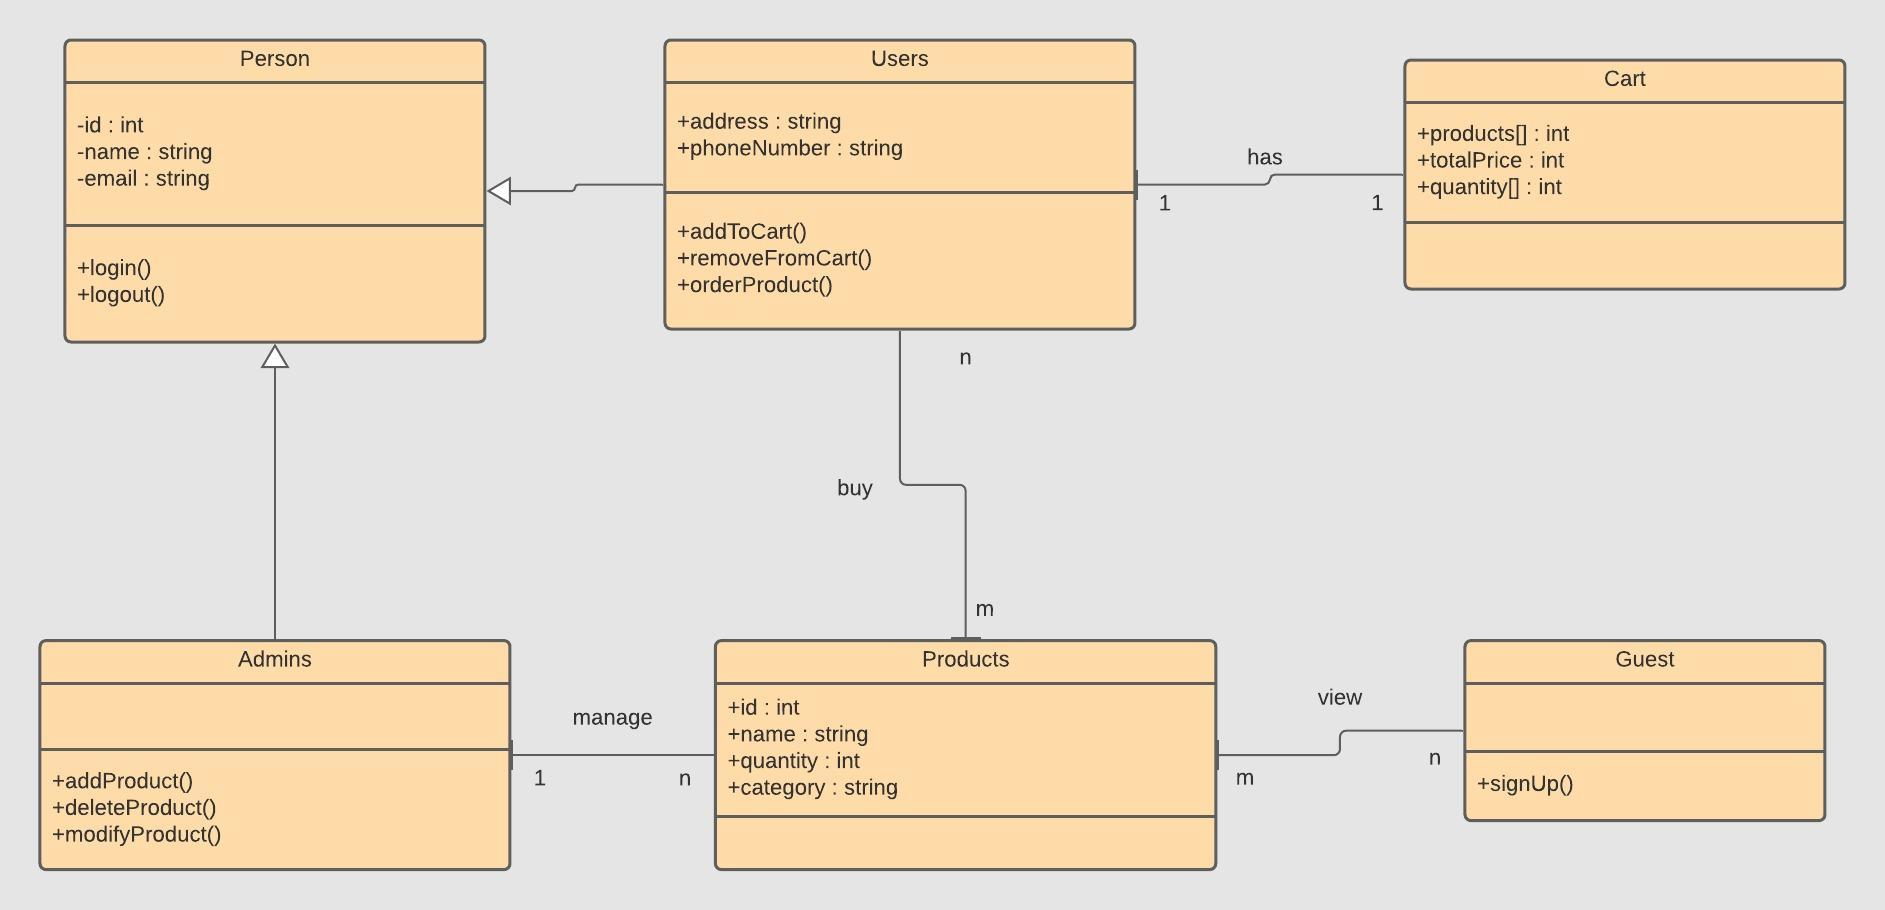 Person
-id : int
-name : string
-email : string
+login()
+logout()
Users
+address : string
+phoneNumber : string
+addToCart()
+removeFromCart()
+orderProduct()
has
1
1
Cart
+products[] : int
+totalPrice : int
+quantity[] : int
n
buy
m
Admins
+addProduct()
+deleteProduct()
+modifyProduct()
manage
1
n
Products
+id : int
+name : string
+quantity : int
+category : string
view
m
n
Guest
+signUp()